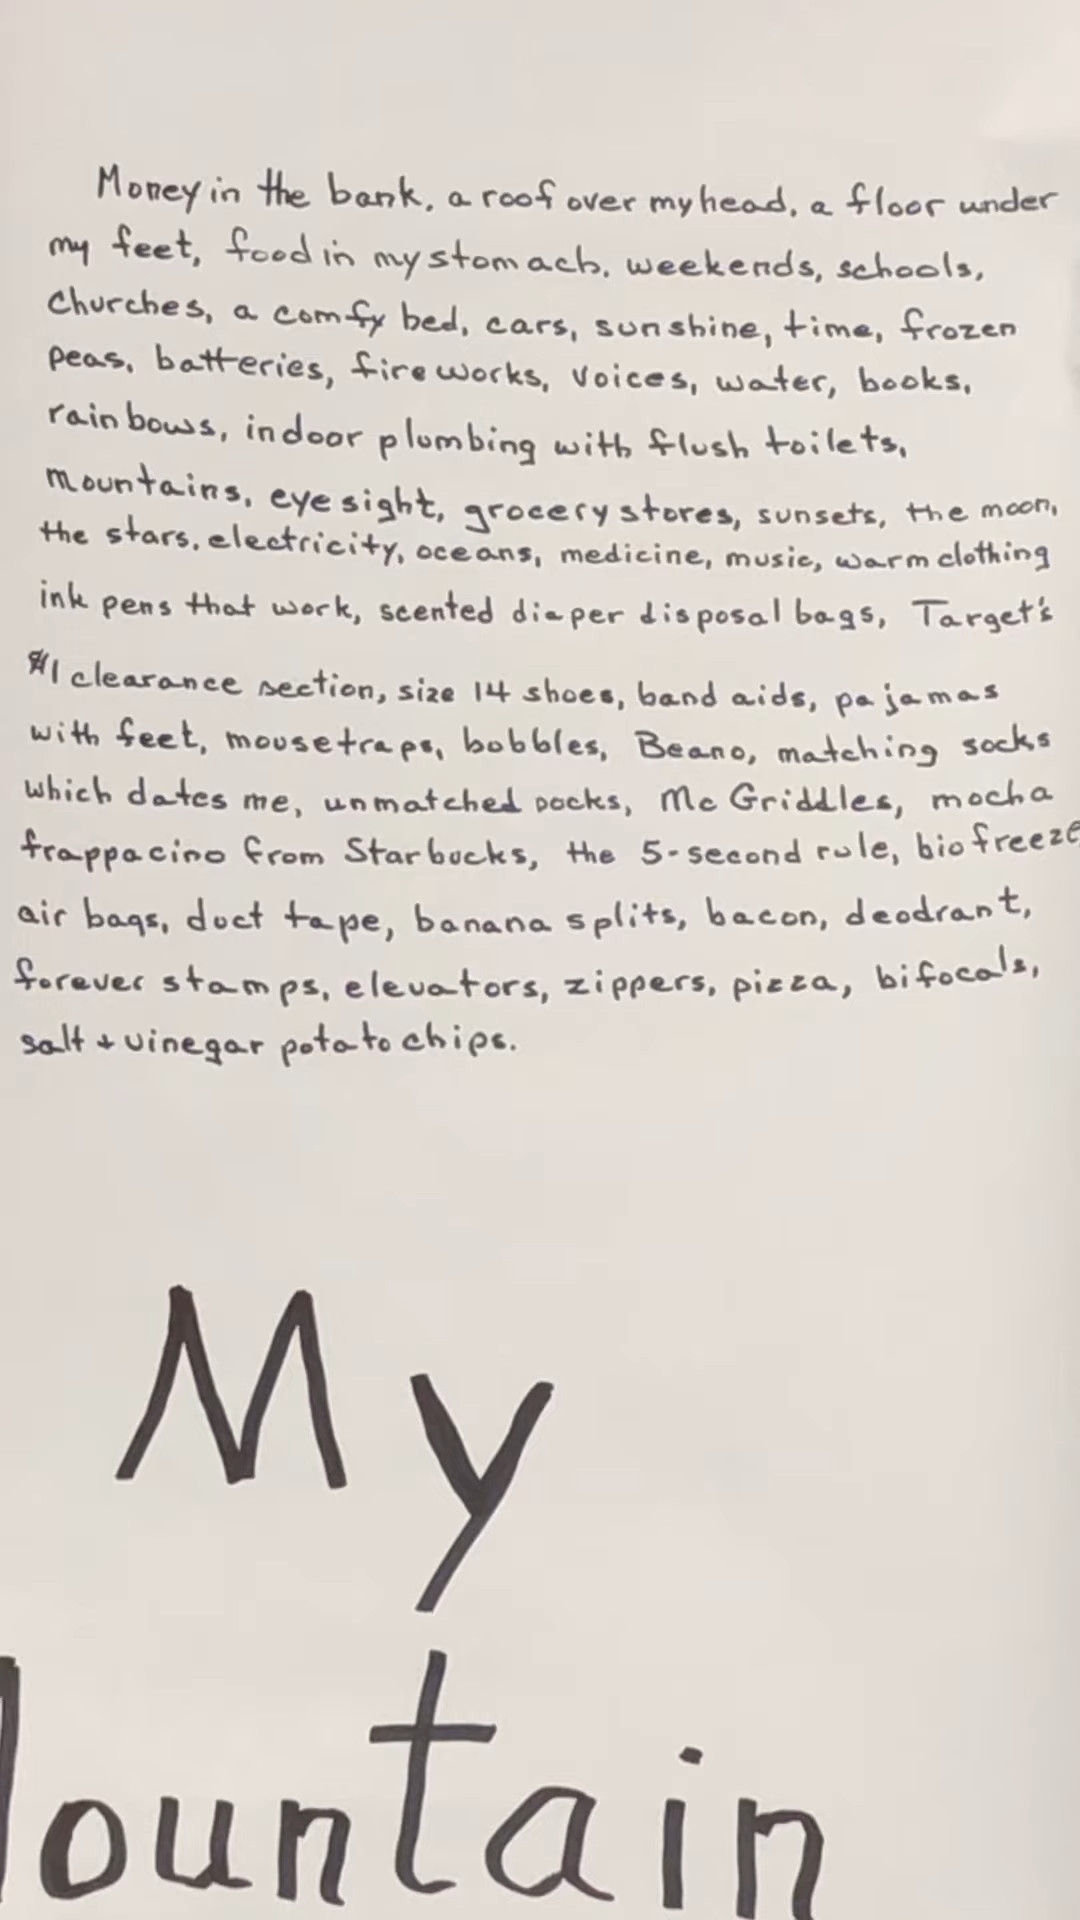 Money in the bank, a roof over my head, a floor under
my feet, food in my stomach, weekends, schools,
Churches, a comfy bed, cars, sunshine, time, frozen
peas, batteries, fireworks, voices, water, books,
rainbows, indoor plumbing with flush toilets,
mountains, eyesight, grocery stores, sunsets, the moon,
the stars, electricity, oceans, medicine, music, warm clothing
ink pens that work, scented diaper disposal bags, Target's
$1 clearance section, size 14 shoes, band aids, pajamas
with feet, mousetraps, bobbles, Beano, matching socks
which dates me, unmatched socks, McGriddles, mocha
frappacino from Starbucks, the 5-second rule, biofreeze
air bags, duct tape, banana splits, bacon, deodrant,
forever stamps, elevators, zippers, pizza, bifocals,
salt + vinegar potato chips.
My
Mountain